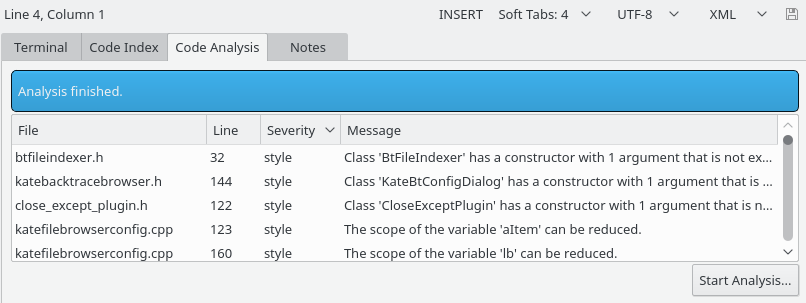 Line 4, Column 1 INSERT Soft Tabs: 4 UTF-8 XML
Terminal Code Index Code Analysis Notes
Analysis finished.
File Line Severity Message
btfileindexer.h 32 style Class 'BtFileIndexer' has a constructor with 1 argument that is not ex...
katebacktracebrowser.h 144 style Class 'KateBtConfigDialog' has a constructor with 1 argument that is ...
close_except_plugin.h 122 style Class 'CloseExceptPlugin' has a constructor with 1 argument that is n...
katefilebrowserconfig.cpp 123 style The scope of the variable 'aItem' can be reduced.
katefilebrowserconfig.cpp 160 style The scope of the variable 'lb' can be reduced.
Start Analysis...